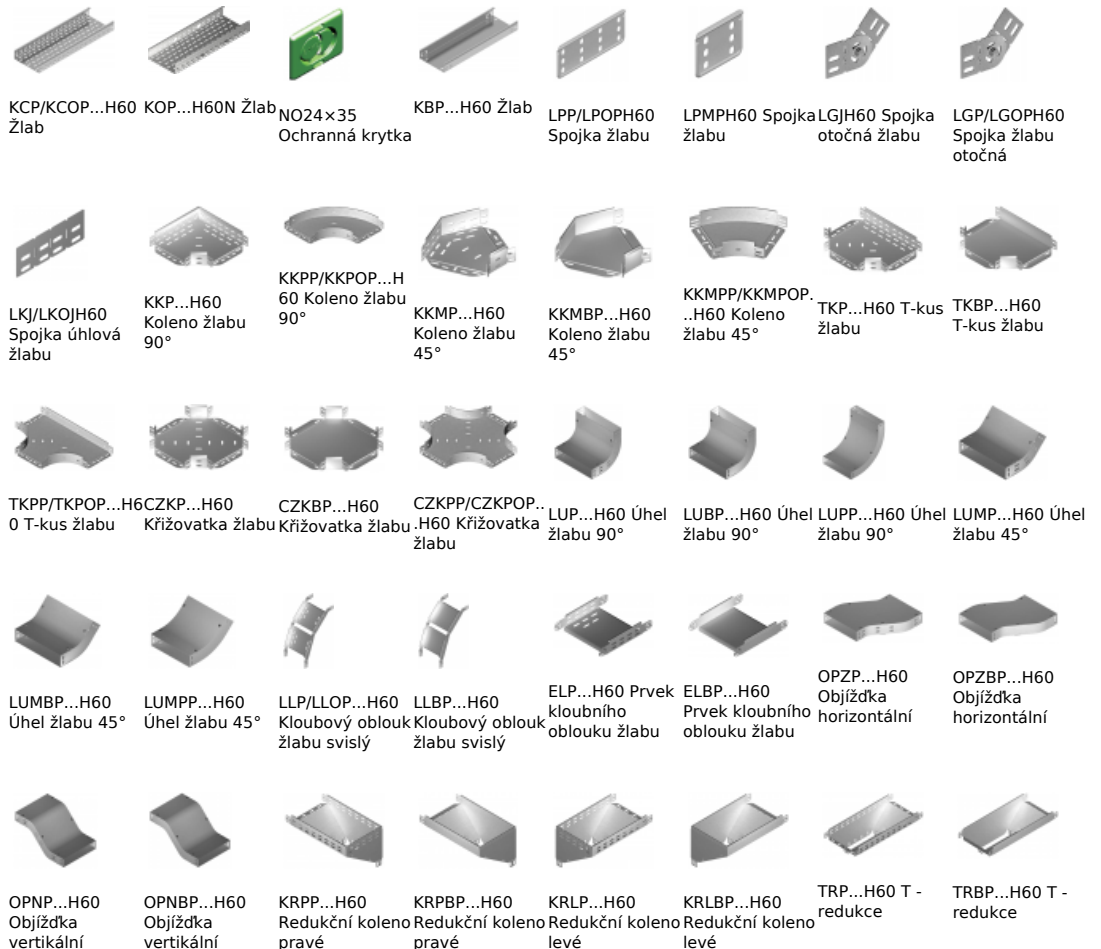 KCP/KCOP...H60
Žlab
KOP...H60N Žlab
NO24×35
Ochranná krytka
KBP...H60 Žlab
LPP/LPOPH60
Spojka žlabu
LPMPH60 Spojka
žlabu
LGJH60 Spojka
otočná žlabu
LGP/LGOPH60
Spojka žlabu
otočná
LKJ/LKOJH60
Spojka úhlová
žlabu
KKP...H60
Koleno žlabu
90°
KKPP/KKPOP...H
60 Koleno žlabu
90°
KKMP...H60
Koleno žlabu
45°
KKMBP...H60
Koleno žlabu
45°
KKMPP/KKMPOP.
..H60 Koleno
žlabu 45°
TKP...H60 T-kus
žlabu
TKBP...H60
T-kus žlabu
TKPP/TKPOP...H6
0 T-kus žlabu
CZKP...H60
Křižovatka žlabu
CZKBP...H60
Křižovatka žlabu
CZKPP/CZKPOP..
.H60 Křižovatka
žlabu
LUP...H60 Úhel
žlabu 90°
LUBP...H60 Úhel
žlabu 90°
LUPP...H60 Úhel
žlabu 90°
LUMP...H60 Úhel
žlabu 45°
LUMBP...H60
Úhel žlabu 45°
LUMPP...H60
Úhel žlabu 45°
LLP/LLOP...H60
Kloubový oblouk
žlabu svislý
LLBP...H60
Kloubový oblouk
žlabu svislý
ELP...H60 Prvek
kloubního
oblouku žlabu
ELBP...H60
Prvek kloubního
oblouku žlabu
OPZP...H60
Objížďka
horizontální
OPZBP...H60
Objížďka
horizontální
OPNP...H60
Objížďka
vertikální
OPNBP...H60
Objížďka
vertikální
KRPP...H60
Redukční koleno
pravé
KRPBP...H60
Redukční koleno
pravé
KRLP...H60
Redukční koleno
levé
KRLBP...H60
Redukční koleno
levé
TRP...H60 T -
redukce
TRBP...H60 T -
redukce